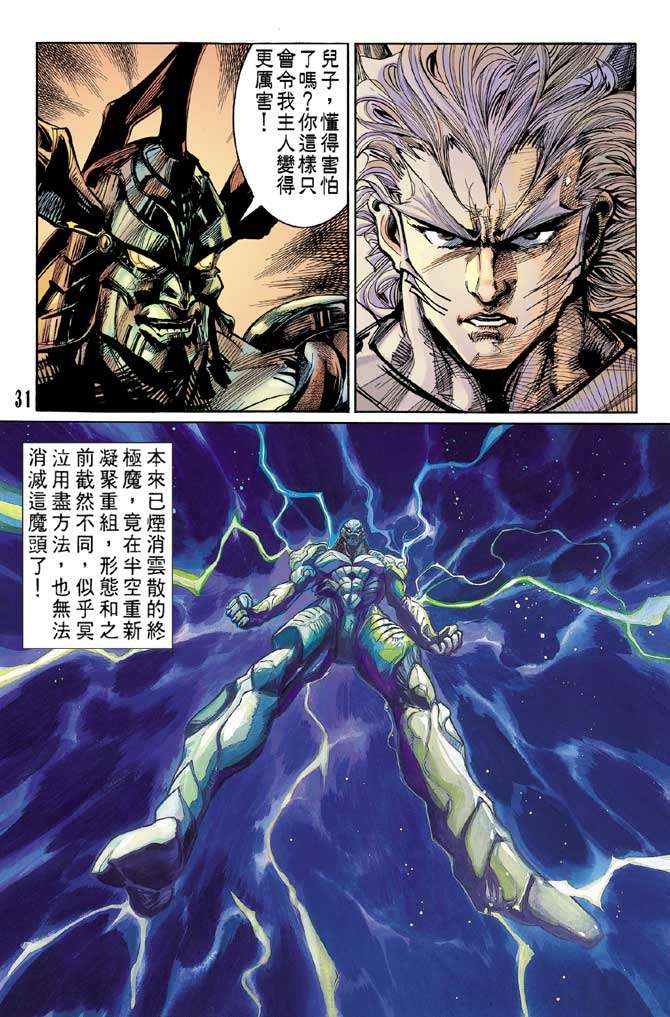 兒子，懂得害怕
了嗎？你這樣只
會令我主人變得
更厲害！
31
本來已煙消雲散的終
極魔，竟在半空重新
凝聚重組，形態和之
前截然不同，似乎冥
泣用盡方法，也無法
消滅這魔頭了！